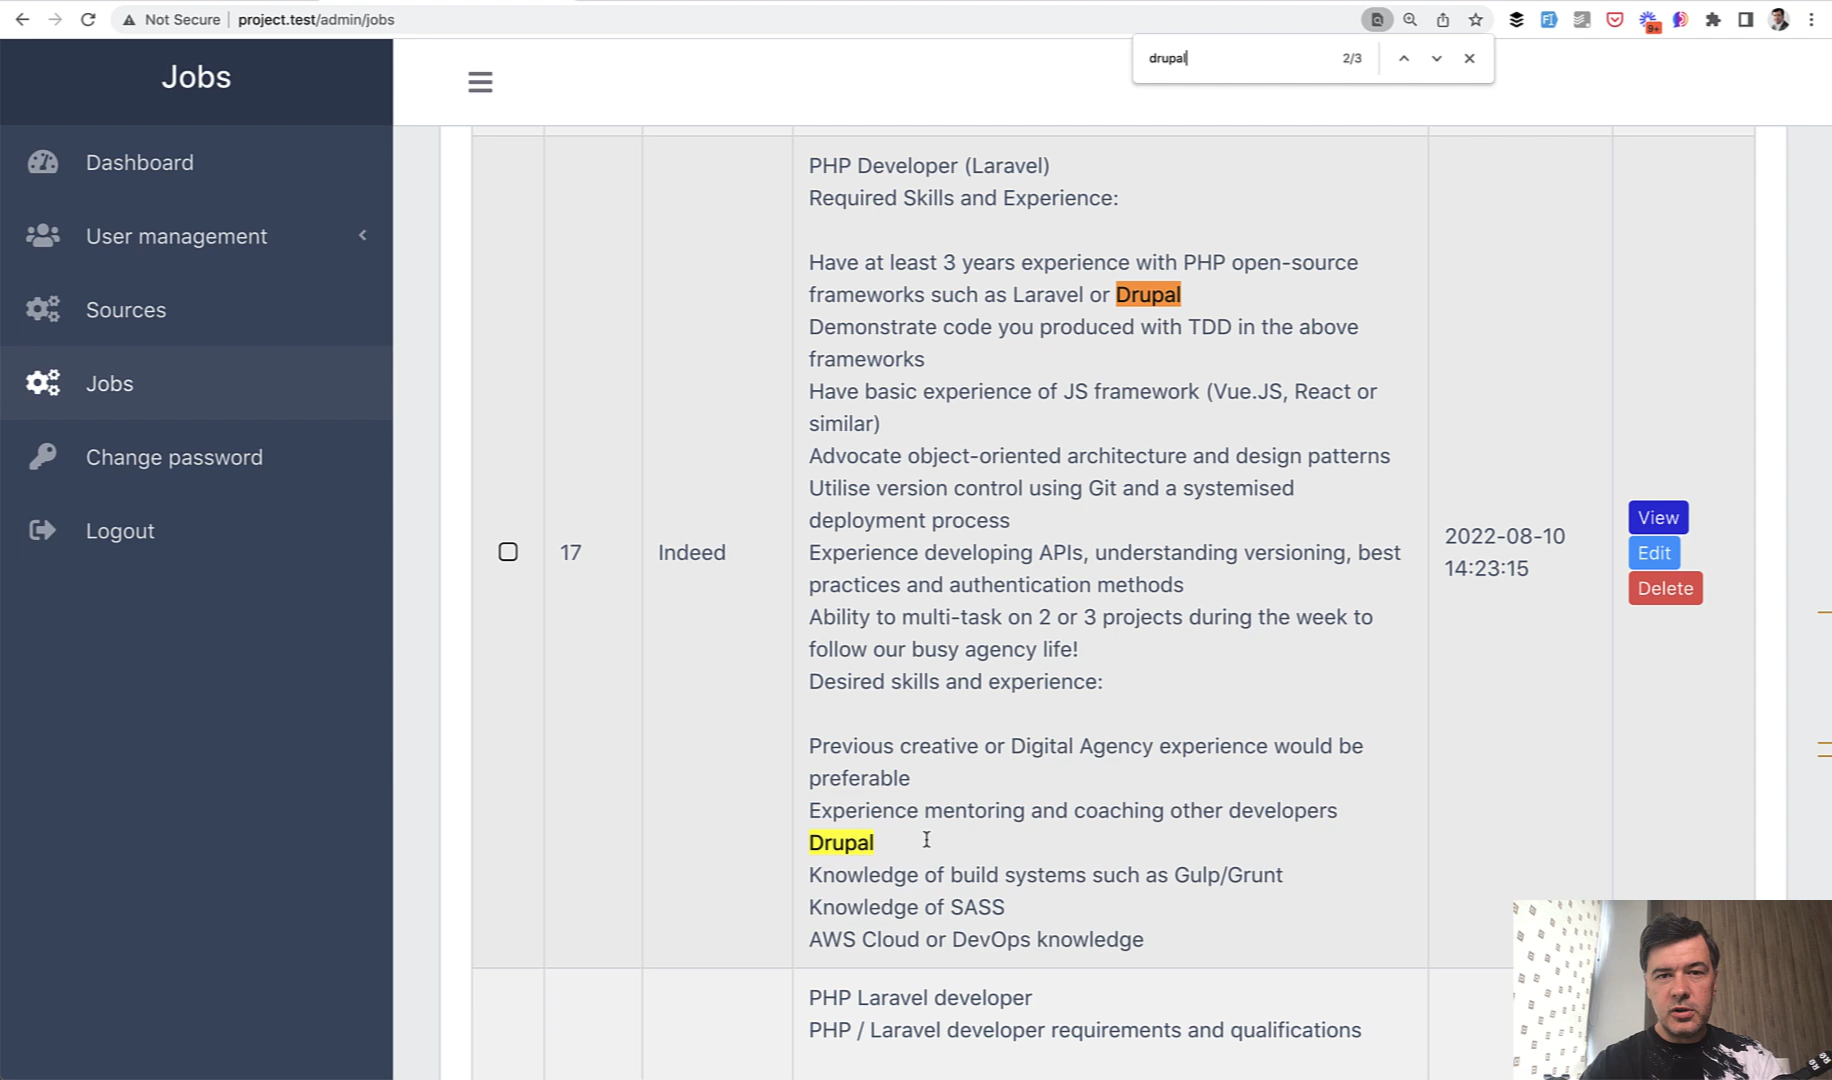 Not Secure
project.test/admin/jobs
9+
drupal
2/3
Jobs
Dashboard
User management
Sources
Jobs
Change password
Logout
PHP Developer (Laravel)
Required Skills and Experience:
Have at least 3 years experience with PHP open-source
frameworks such as Laravel or Drupal
Demonstrate code you produced with TDD in the above
frameworks
Have basic experience of JS framework (Vue.JS, React or
similar)
Advocate object-oriented architecture and design patterns
Utilise version control using Git and a systemised
deployment process
17
Indeed
Experience developing APIs, understanding versioning, best
practices and authentication methods
Ability to multi-task on 2 or 3 projects during the week to
follow our busy agency life!
Desired skills and experience:
Previous creative or Digital Agency experience would be
preferable
Experience mentoring and coaching other developers
Drupal
Knowledge of build systems such as Gulp/Grunt
Knowledge of SASS
AWS Cloud or DevOps knowledge
2022-08-10
14:23:15
View
Edit
Delete
PHP Laravel developer
PHP / Laravel developer requirements and qualifications